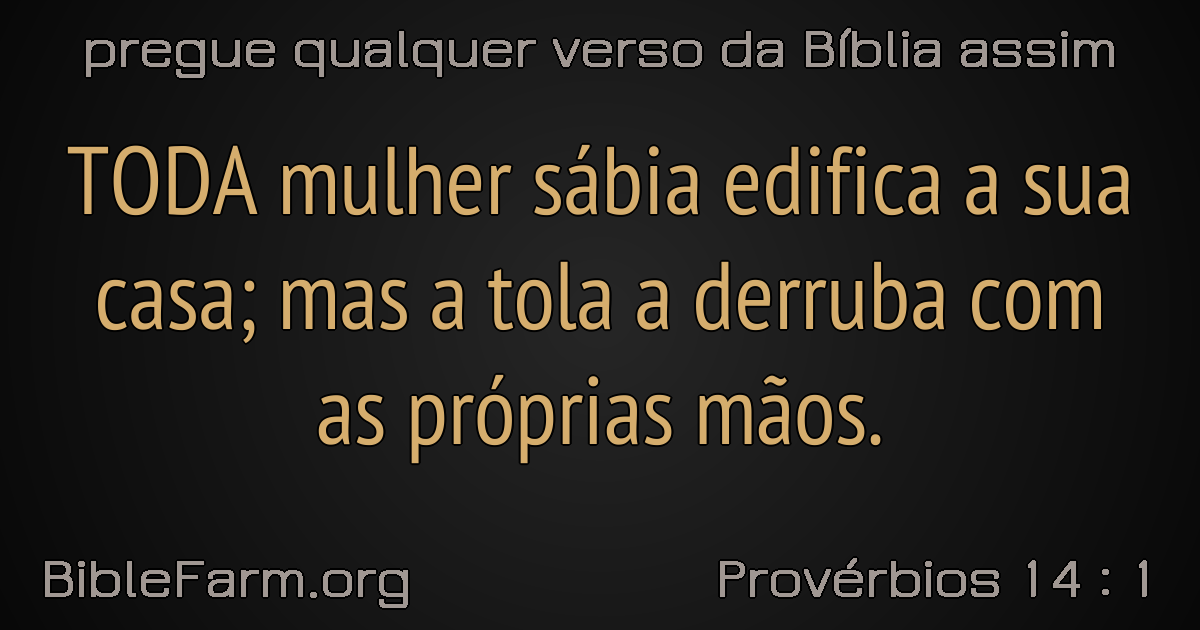 pregue qualquer verso da Bíblia assim
TODA mulher sábia edifica a sua
casa; mas a tola a derruba com
as próprias mãos.
BibleFarm.org
Provérbios 14 : 1